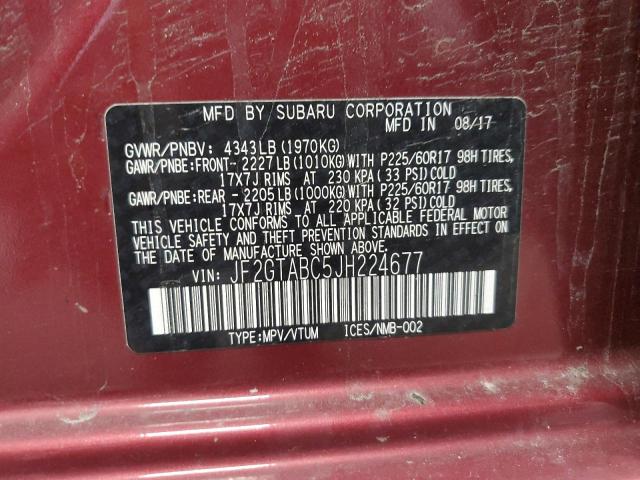 MFD BY SUBARU CORPORATION
MFD IN 08/17
GVWR/PNBV: 4343LB (1970KG)
GAWR/PNBE:FRONT- 2227LB (1010KG) WITH P225/60R17 98H TIRES,
17X7J RIMS AT 230 KPA (33 PSI) COLD
GAWR/PNBE:REAR - 2205LB (1000KG) WITH P225/60R17 98H TIRES,
17X7J RIMS AT 220 KPA (32 PSI) COLD
THIS VEHICLE CONFORMS TO ALL APPLICABLE FEDERAL MOTOR
VEHICLE SAFETY AND THEFT PREVENTION STANDARDS IN EFFECT ON
THE DATE OF MANUFACTURE SHOWN ABOVE.
VIN: JF2GTABC5JH224677
TYPE:MPV/VTUM ICES/NMB-002